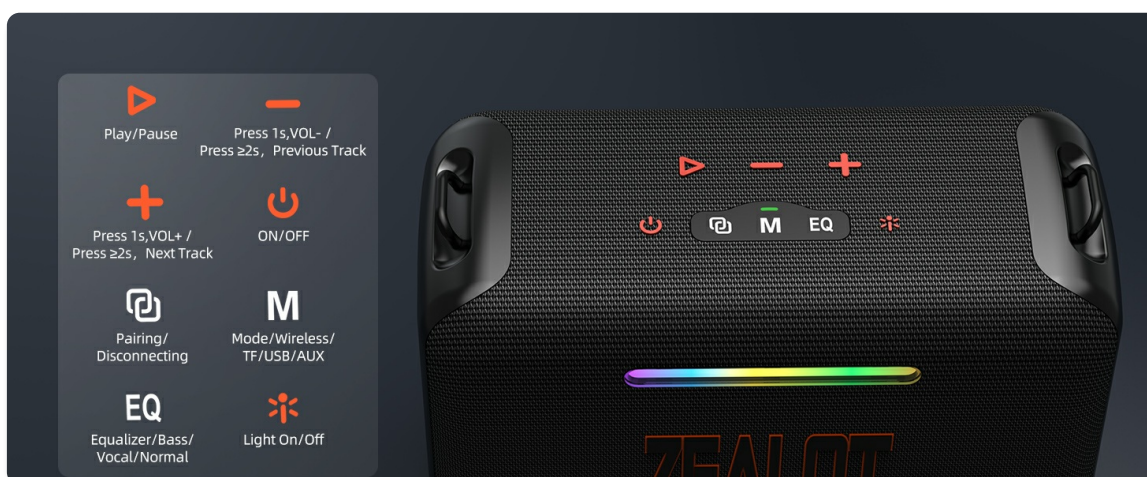 Play/Pause
Press 1s,VOL- /
Press ≥2s, Previous Track
Press 1s,VOL+ /
Press ≥2s, Next Track
ON/OFF
Pairing/
Disconnecting
M
Mode/Wireless/
TF/USB/AUX
EQ
Equalizer/Bass/
Vocal/Normal
Light On/Off
M
EQ
ZEALOT